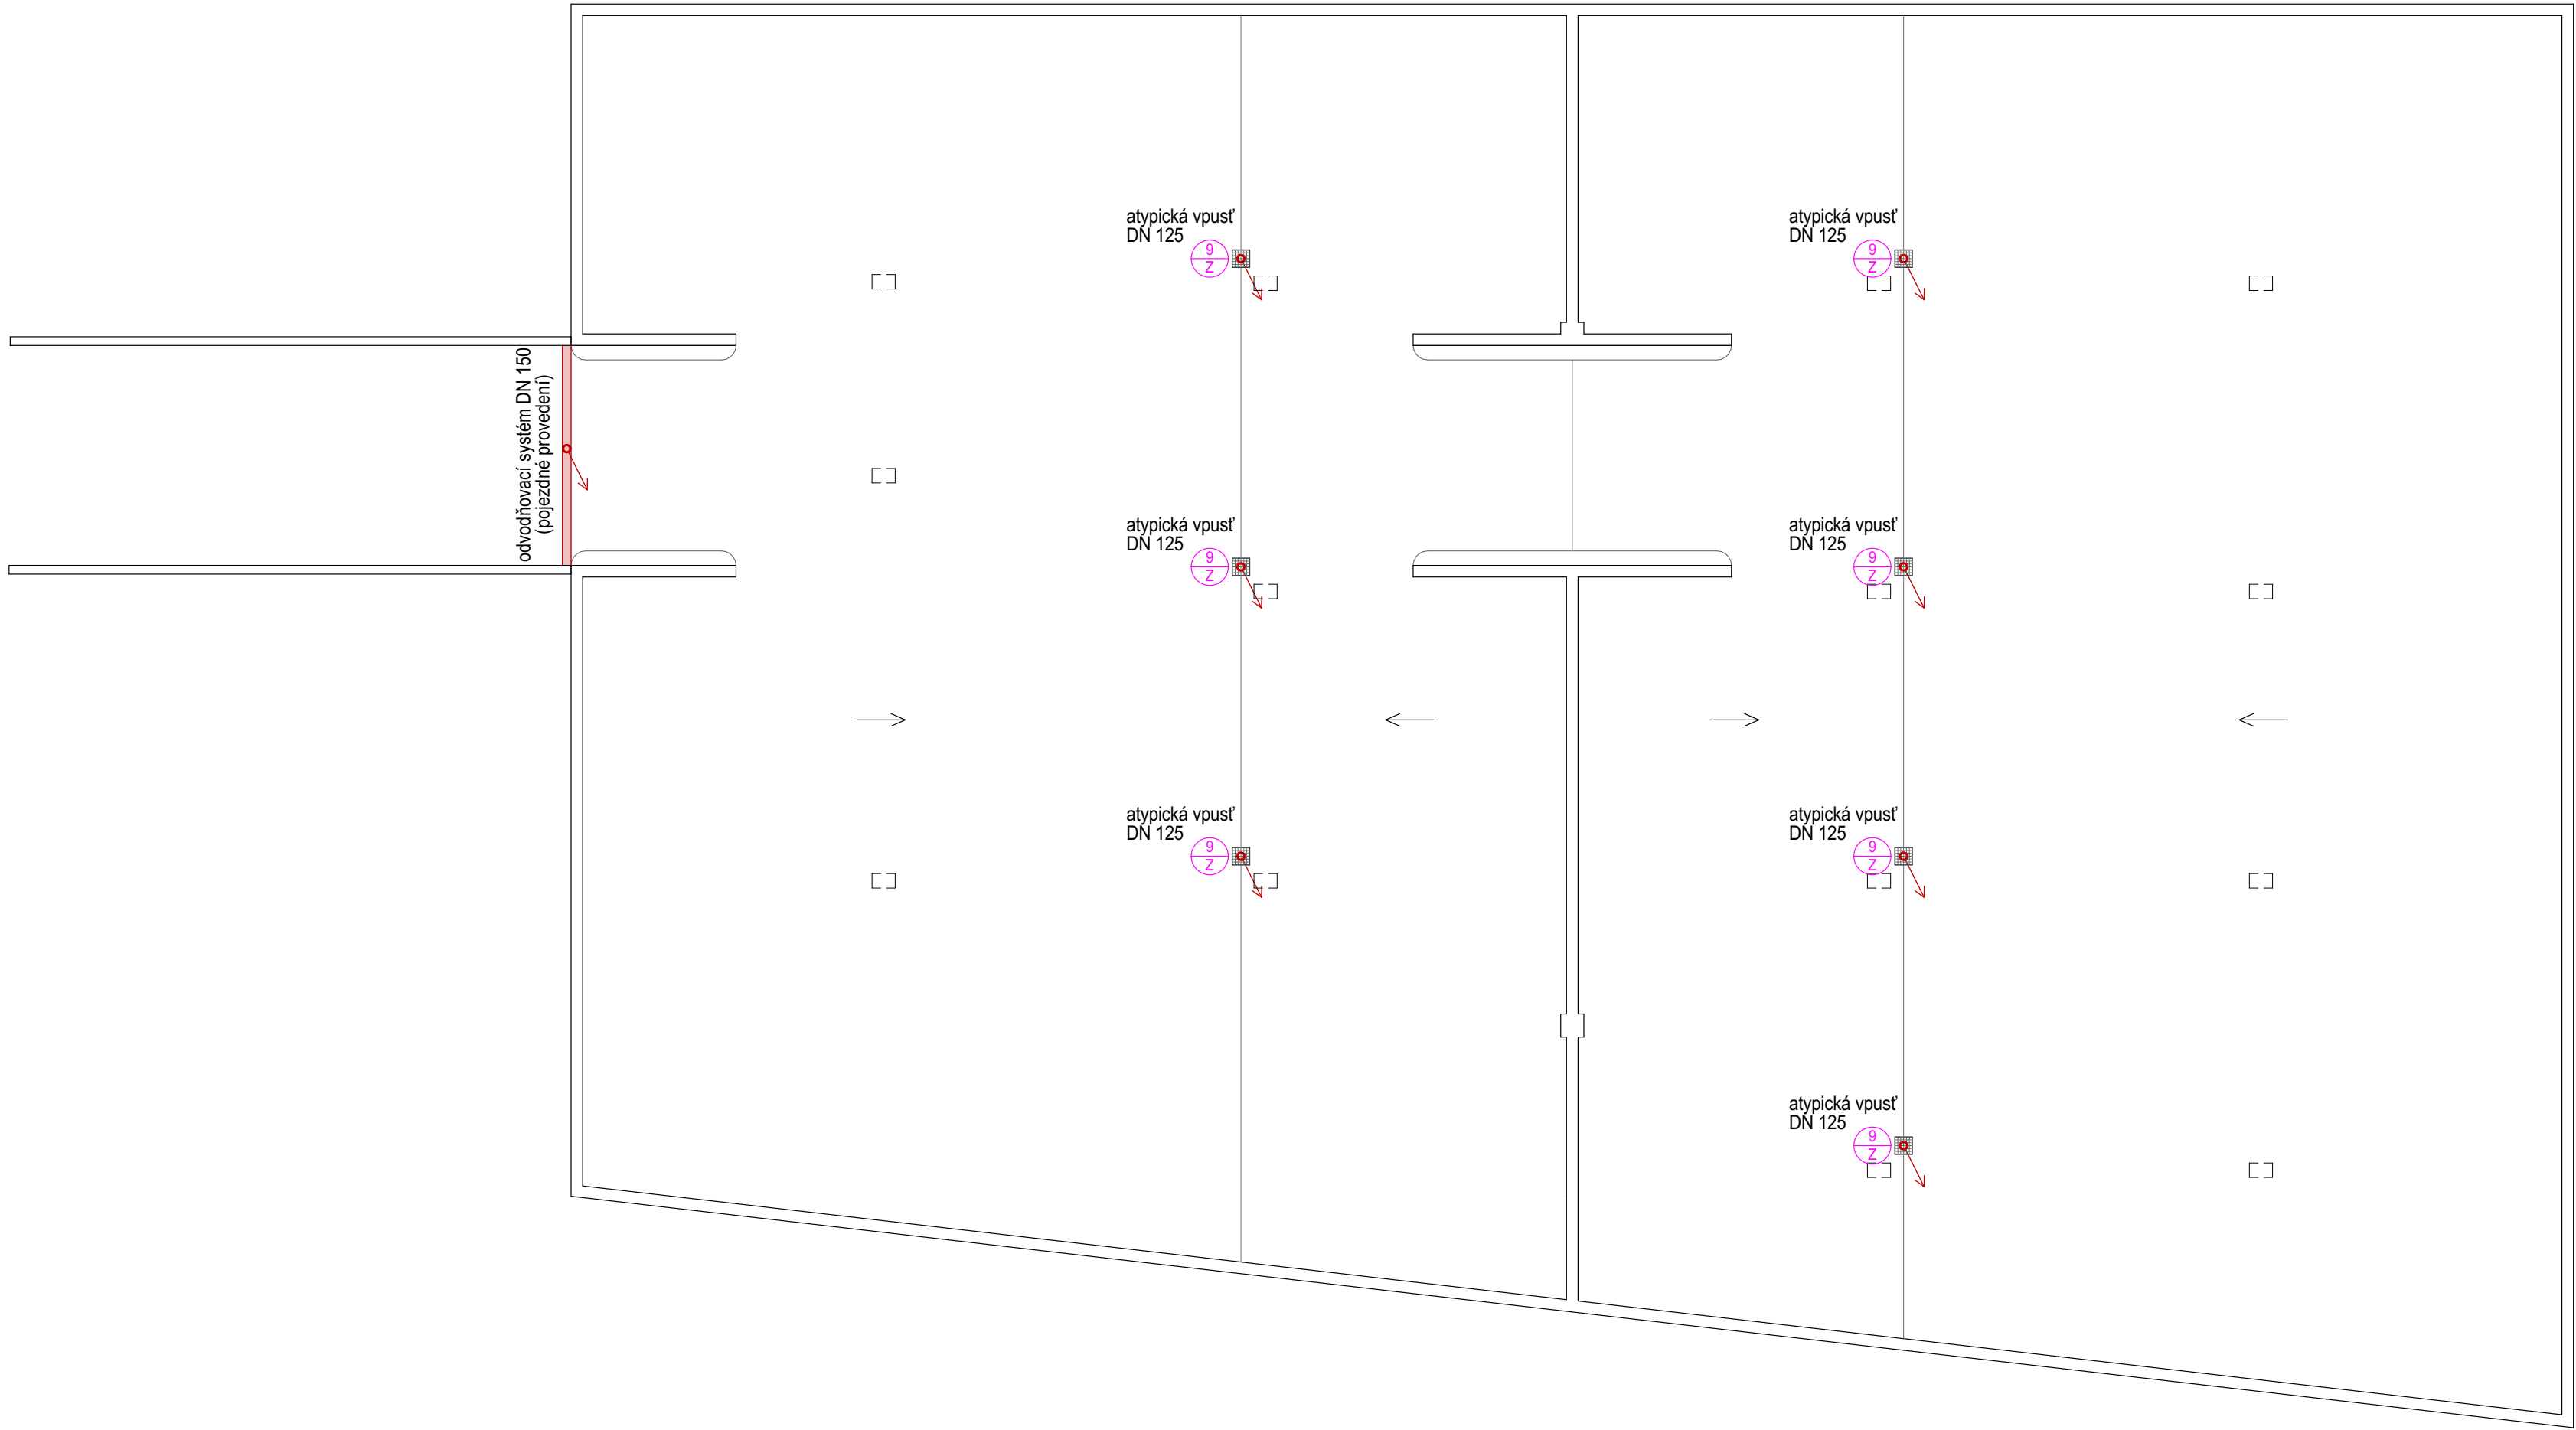 atypická vpusť
DN 125
9
Z
atypická vpusť
DN 125
9
Z
odvodňovací systém DN 150
(pojezdné provedení)
atypická vpusť
DN 125
9
Z
atypická vpusť
DN 125
9
Z
atypická vpusť
DN 125
9
Z
atypická vpusť
DN 125
9
Z
atypická vpusť
DN 125
9
Z